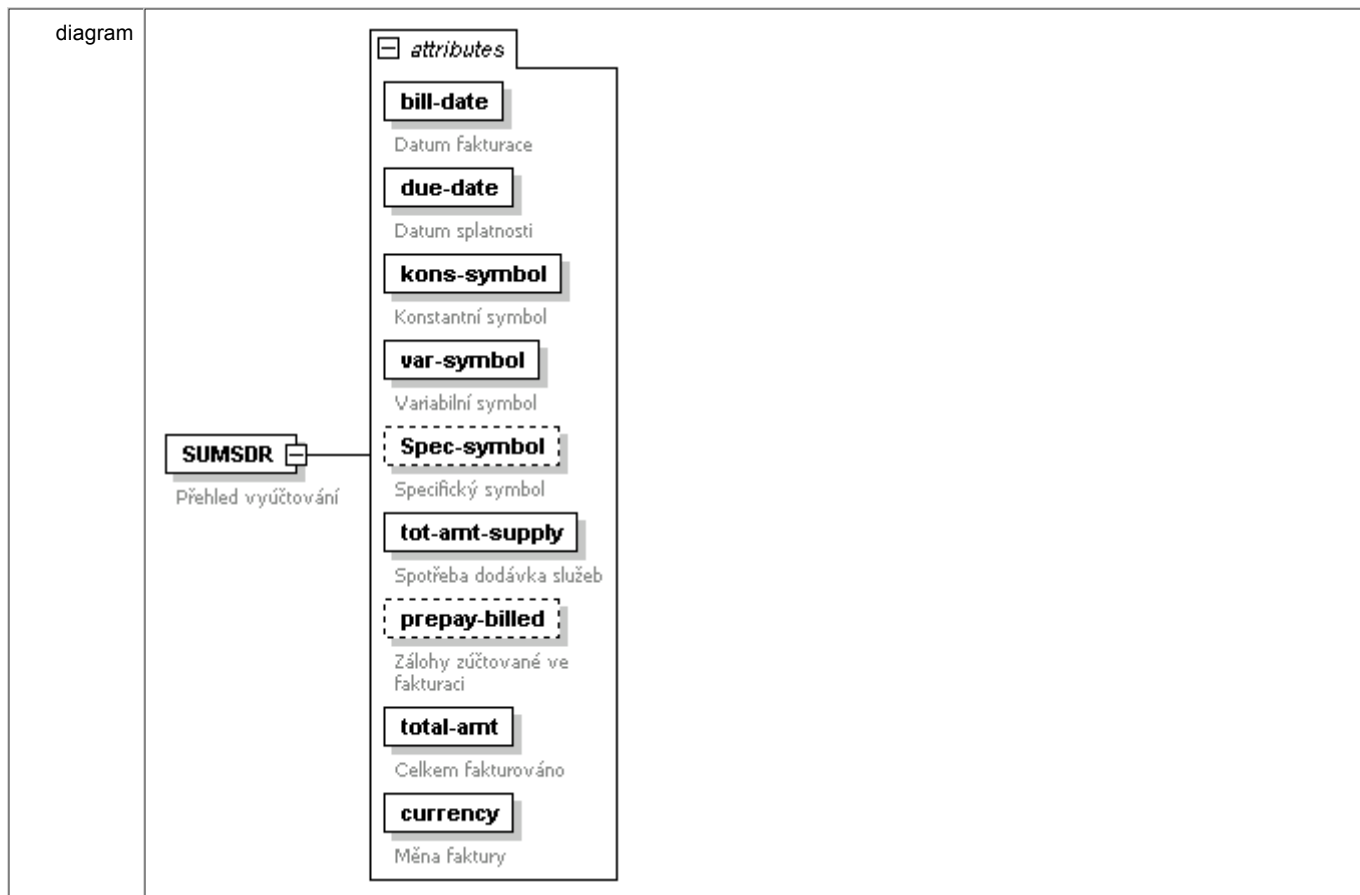 diagram
attributes
bill-date
Datum fakturace
due-date
Datum splatnosti
kons-symbol
Konstantní symbol
var-symbol
Variabilní symbol
Spec-symbol
Specifický symbol
SUMSDR
Přehled vyúčtování
tot-amt-supply
Spotřeba dodávka služeb
prepay-billed
Zálohy zúčtované ve
fakturaci
total-amt
Celkem fakturováno
currency
Měna faktury